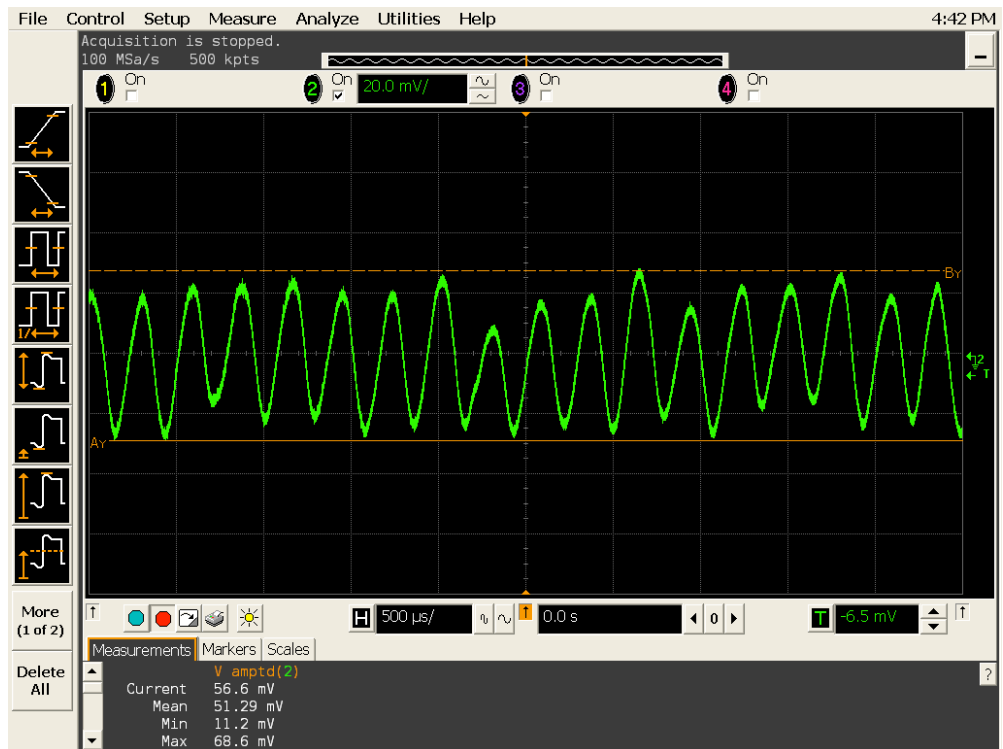 File Control Setup Measure Analyze Utilities Help 4:42 PM
Acquisition is stopped.
100 MSa/s 500 kpts
1 On 2 On 20.0 mV/ 3 On 4 On
BY
2
T
AY
1/
More
(1 of 2)
Delete
All
H 500 µs/ 0.0 s 0 T -6.5 mV
Measurements Markers Scales
V amptd(2) ?
Current 56.6 mV
Mean 51.29 mV
Min 11.2 mV
Max 68.6 mV